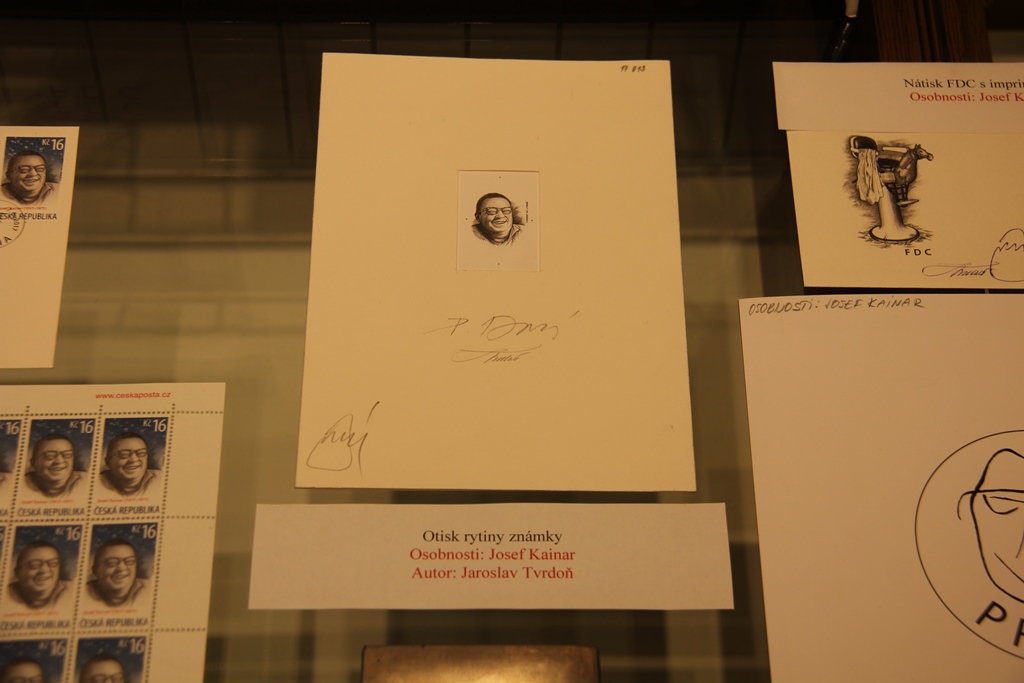 Kč 16
ČESKÁ REPUBLIKA
www.ceskaposta.cz
16
Kč 16
Kč 16
ČESKÁ REPUBLIKA
ČESKÁ REPUBLIKA
Kč 16
Kč 16
ČESKÁ REPUBLIKA
ČESKÁ REPUBLIKA
Kč 16
Kč 16
Otisk rytiny známky
Osobnosti: Josef Kainar
Autor: Jaroslav Tvrdoň
Nátisk FDC s
Osobnosti: Josef
FDC
OSOBNOSTI: JOSEF KAINAR